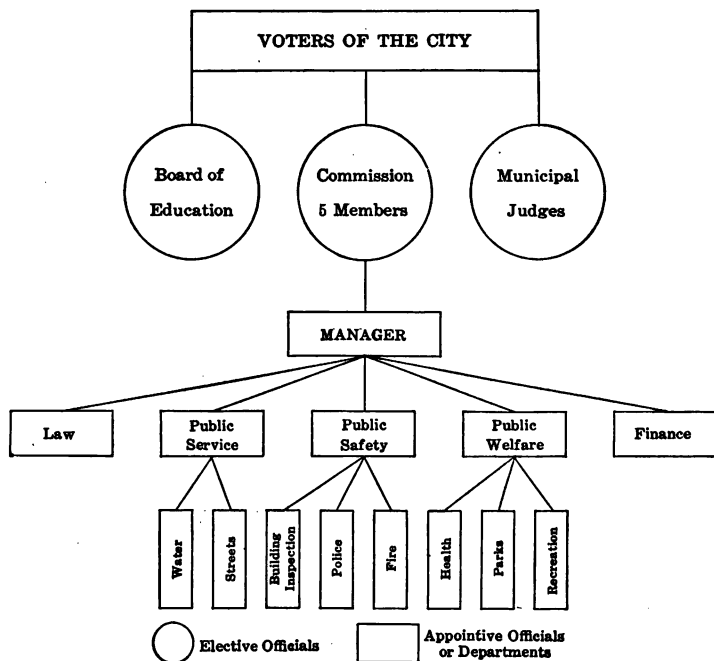 VOTERS OF THE CITY
Board of
Education
Commission
5 Members
Municipal
Judges
MANAGER
Law
Public
Service
Public
Safety
Public
Welfare
Finance
Water
Streets
Building
Inspection
Police
Fire
Health
Parks
Recreation
Elective Officials
Appointive Officials
or Departments